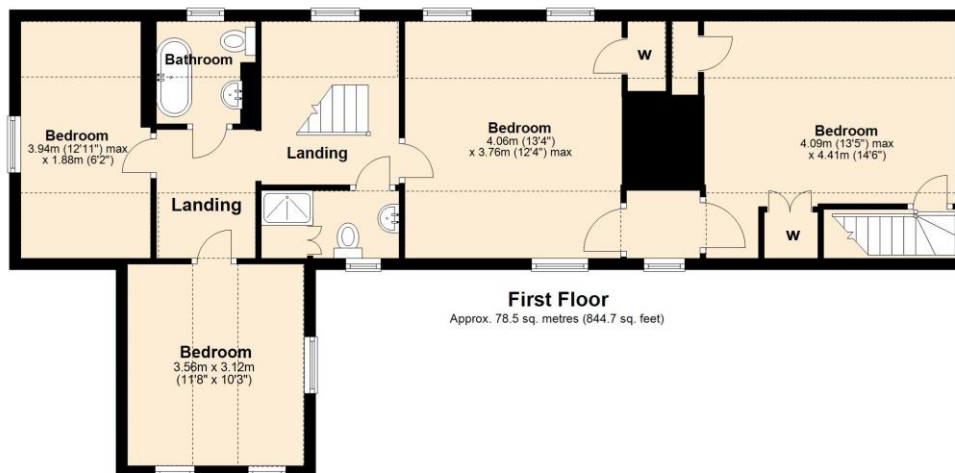 Bathroom
W
Bedroom
3.94m (12'11") max
x 1.88m (6'2")
Landing
Bedroom
4.06m (13'4")
x 3.76m (12'4") max
Bedroom
4.09m (13'5") max
x 4.41m (14'6")
Landing
W
First Floor
Approx. 78.5 sq. metres (844.7 sq. feet)
Bedroom
3.56m x 3.12m
(11'8" x 10'3")